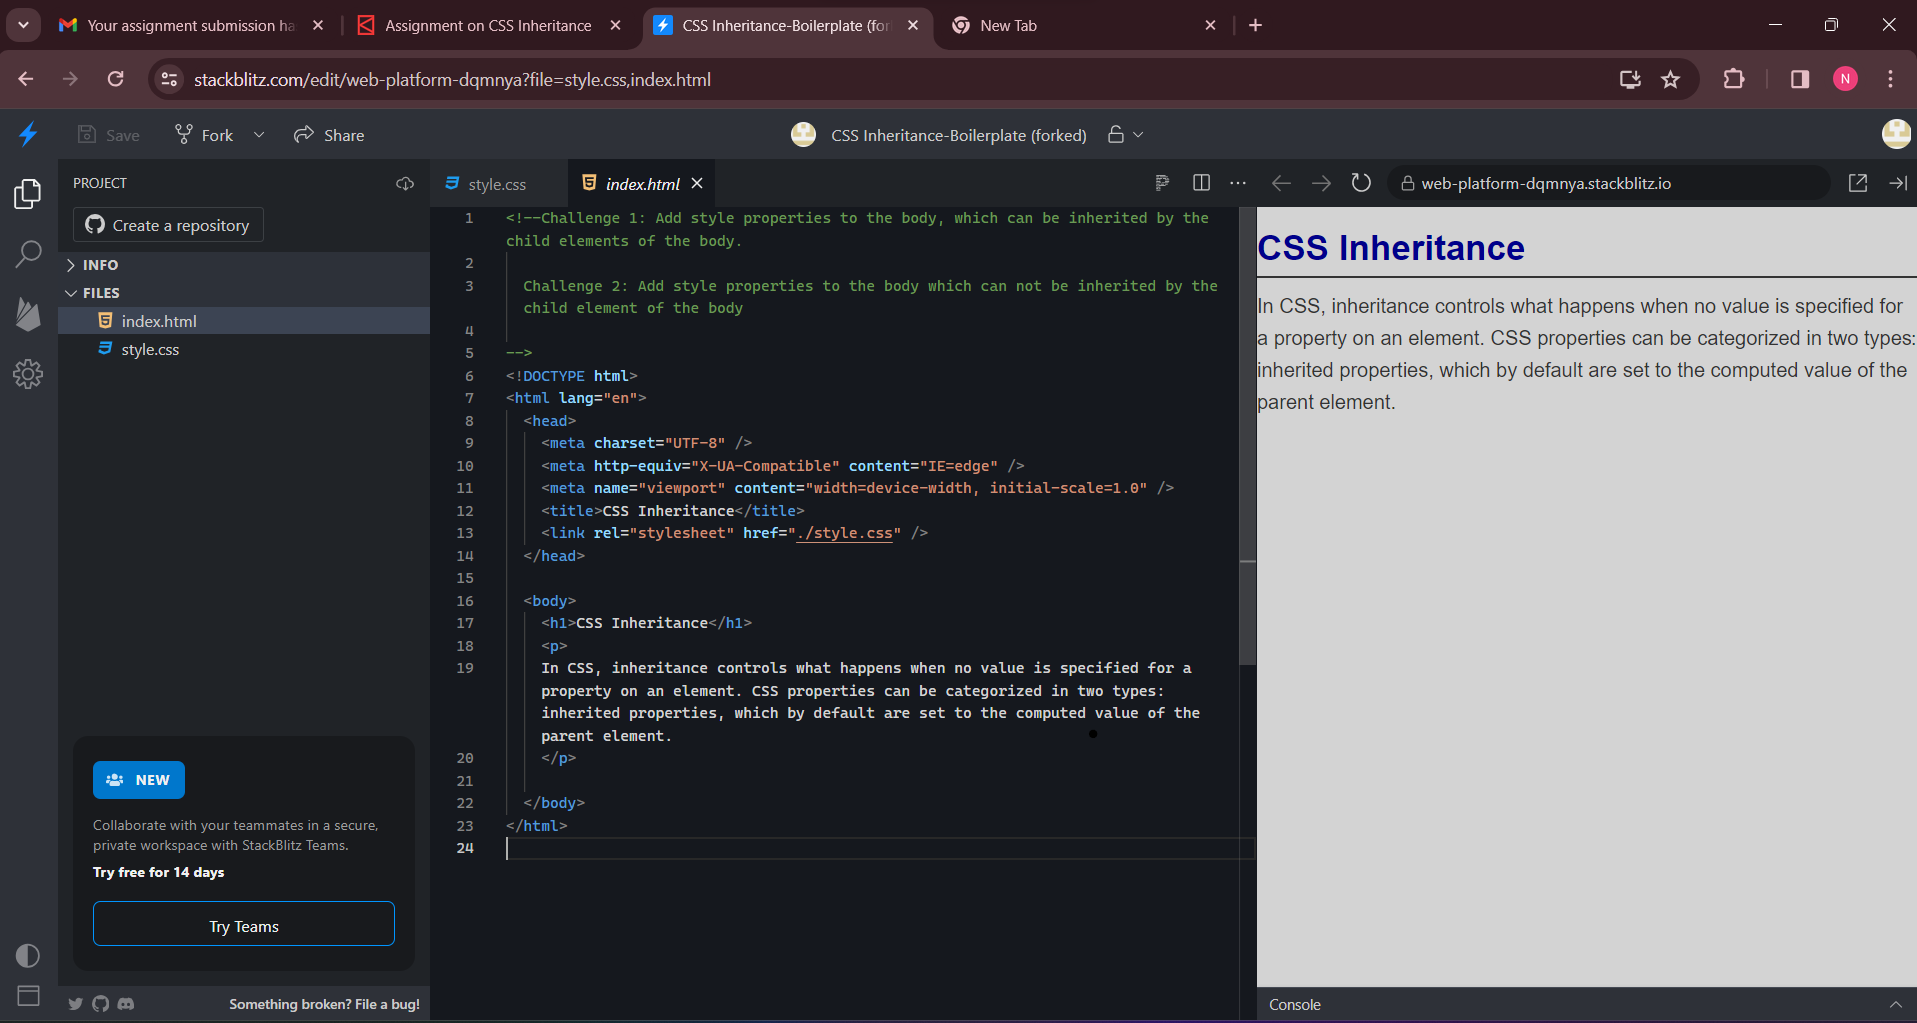 Your assignment submission ha
Assignment on CSS Inheritance
CSS Inheritance-Boilerplate (for
New Tab
stackblitz.com/edit/web-platform-dqmnya?file=style.css,index.html
N
Save
Fork
Share
CSS Inheritance-Boilerplate (forked)
PROJECT
Create a repository
INFO
FILES
index.html
style.css
NEW
Collaborate with your teammates in a secure,
private workspace with StackBlitz Teams.
Try free for 14 days
Try Teams
Something broken? File a bug!
style.css
index.html
1 <!--Challenge 1: Add style properties to the body, which can be inherited by the
child elements of the body.
2
3 Challenge 2: Add style properties to the body which can not be inherited by the
child element of the body
4
5 -->
6 <!DOCTYPE html>
7 <html lang="en">
8 <head>
9 <meta charset="UTF-8" />
10 <meta http-equiv="X-UA-Compatible" content="IE=edge" />
11 <meta name="viewport" content="width=device-width, initial-scale=1.0" />
12 <title>CSS Inheritance</title>
13 <link rel="stylesheet" href="./style.css" />
14 </head>
15
16 <body>
17 <h1>CSS Inheritance</h1>
18 <p>
19 In CSS, inheritance controls what happens when no value is specified for a
property on an element. CSS properties can be categorized in two types:
inherited properties, which by default are set to the computed value of the
parent element.
20 </p>
21
22 </body>
23 </html>
24
web-platform-dqmnya.stackblitz.io
CSS Inheritance
In CSS, inheritance controls what happens when no value is specified for
a property on an element. CSS properties can be categorized in two types:
inherited properties, which by default are set to the computed value of the
parent element.
Console